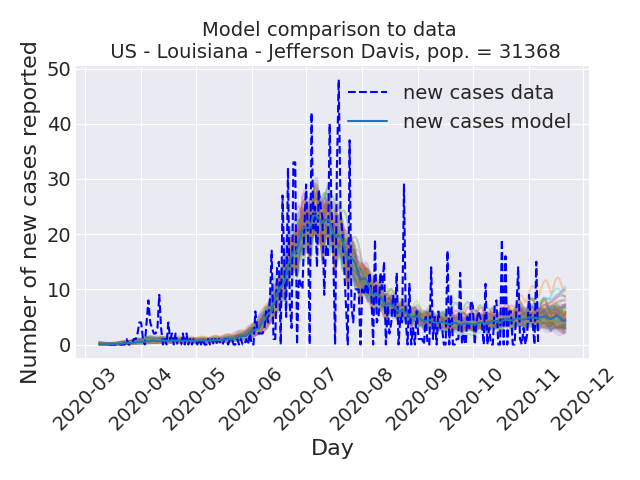 Model comparison to data
US - Louisiana - Jefferson Davis, pop. = 31368
Number of new cases reported
50
40
30
20
10
0
new cases data
new cases model
2020-03
2020-04
2020-05
2020-06
2020-07
2020-08
2020-09
2020-10
2020-11
2020-12
Day